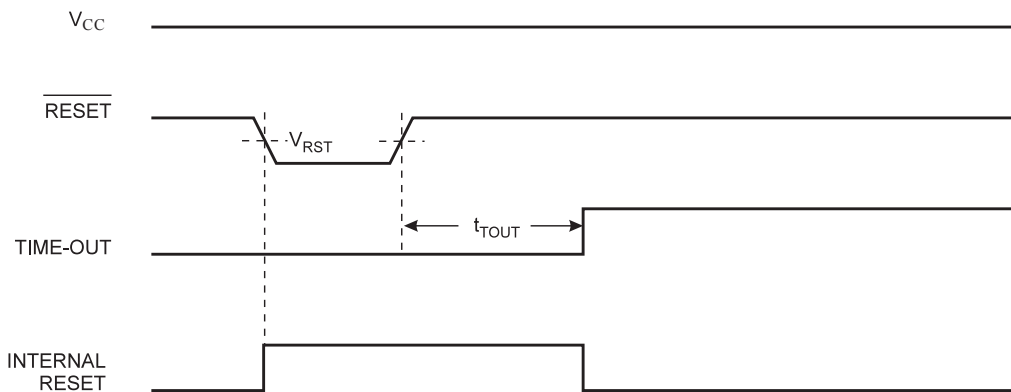 VCC
RESET
VRST
tTOUT
TIME-OUT
INTERNAL
RESET